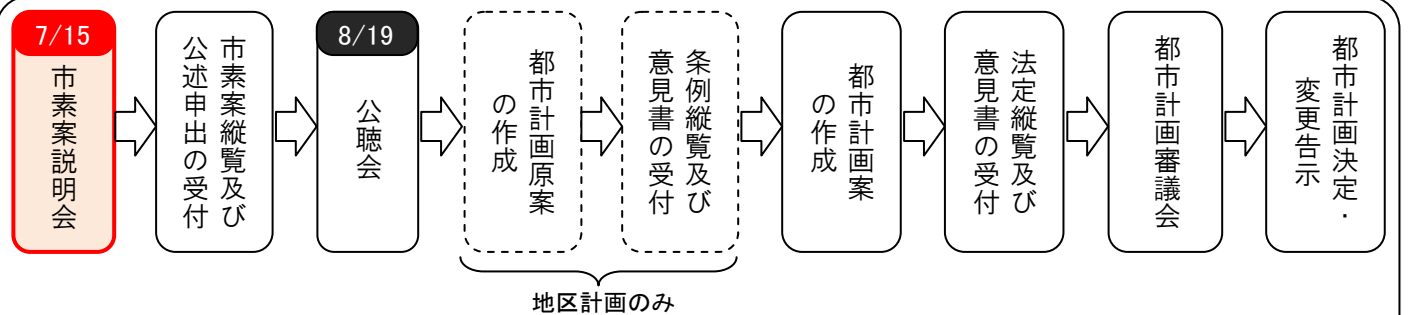 7/15
市素案説明会
市素案縦覧及び
公述申出の受付
8/19
公聴会
都市計画原案
の作成
条例縦覧及び
意見書の受付
都市計画案
の作成
法定縦覧及び
意見書の受付
都市計画審議会
都市計画決定・
変更告示
地区計画のみ